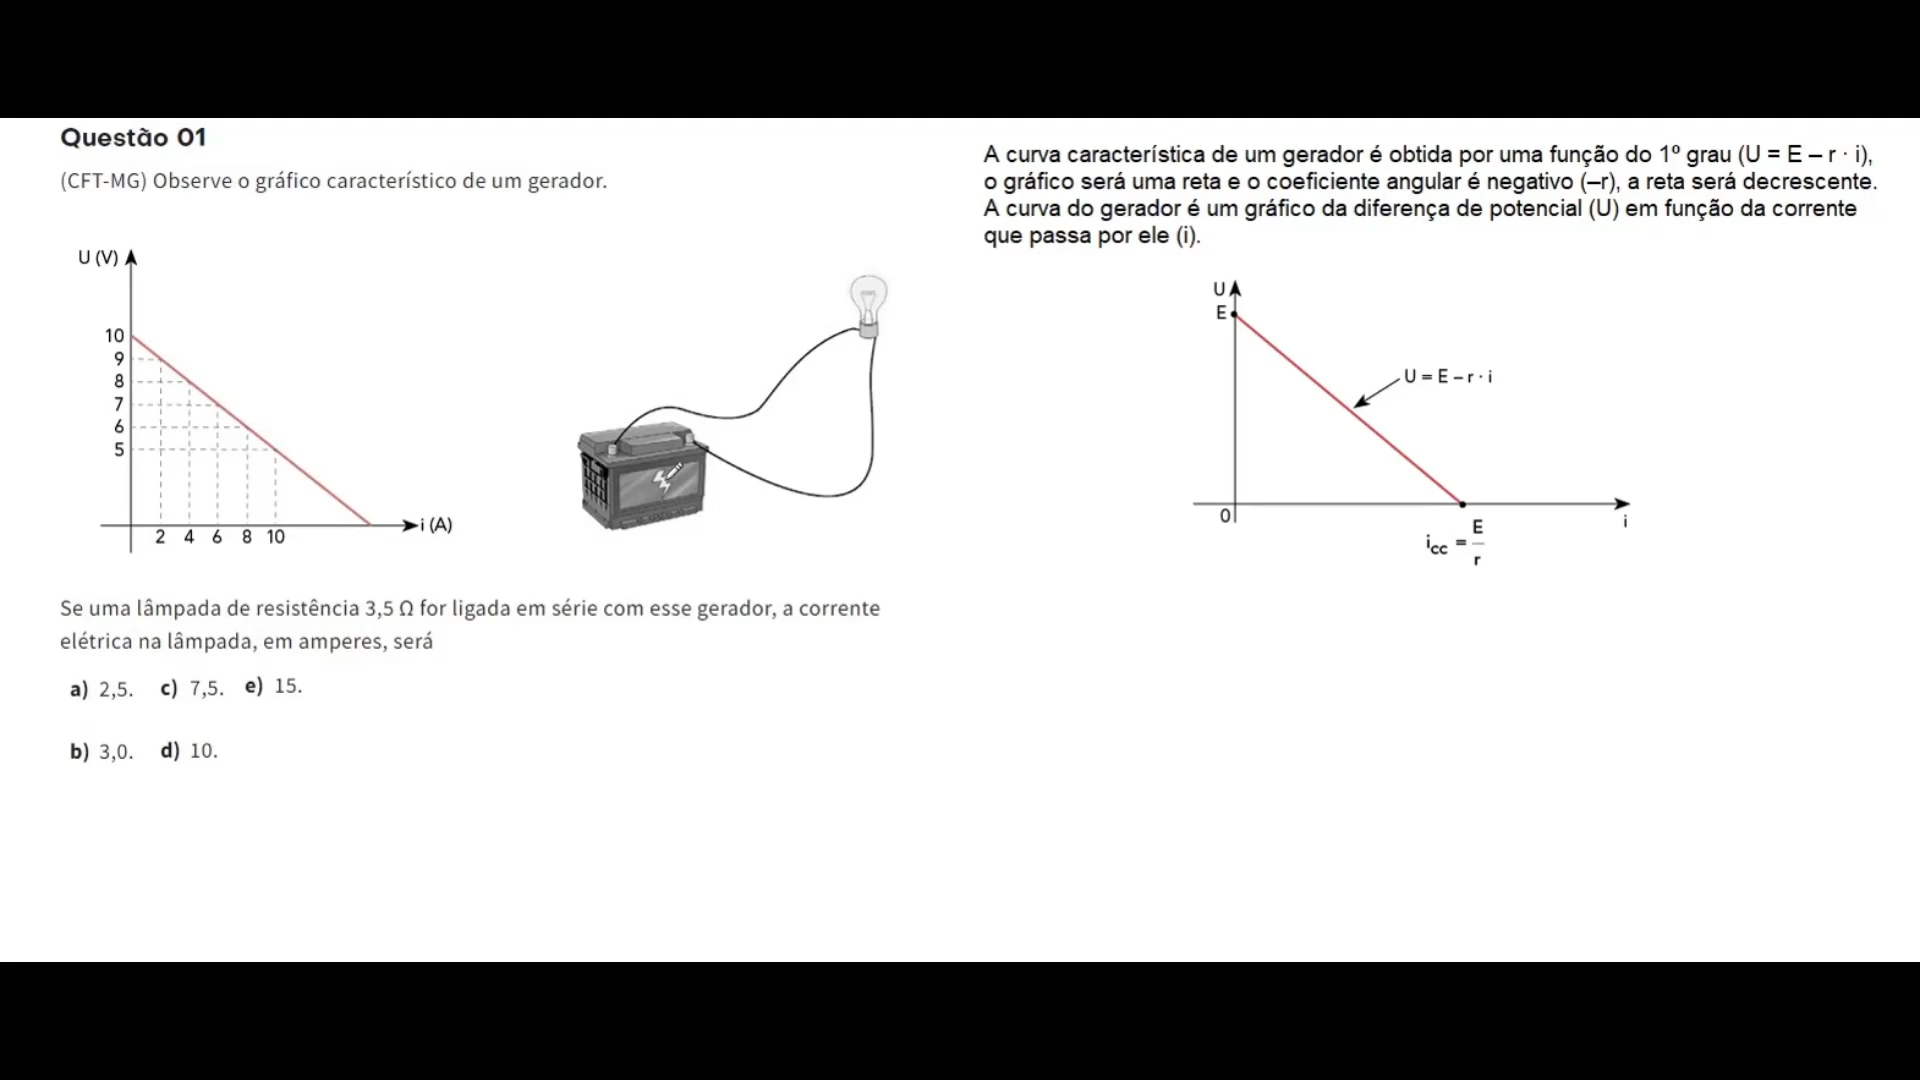 Questão 01
(CFT-MG) Observe o gráfico característico de um gerador.
U (V)
10
9
8
7
6
5
2 4 6 8 10
i (A)
Se uma lâmpada de resistência 3,5 Ω for ligada em série com esse gerador, a corrente
elétrica na lâmpada, em amperes, será
a) 2,5. c) 7,5. e) 15.
b) 3,0. d) 10.
A curva característica de um gerador é obtida por uma função do 1º grau (U = E – r · i),
o gráfico será uma reta e o coeficiente angular é negativo (–r), a reta será decrescente.
A curva do gerador é um gráfico da diferença de potencial (U) em função da corrente
que passa por ele (i).
U
E
U = E – r · i
0
i
icc = E
r